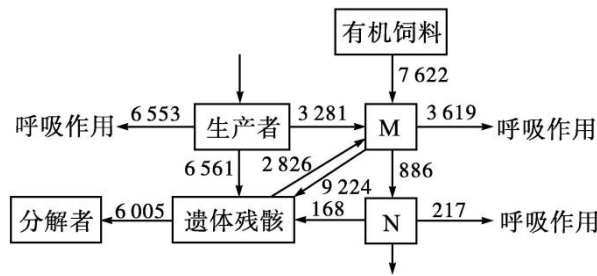 有机饲料
7 622
呼吸作用
6 553
生产者
3 281
M
3 619
呼吸作用
6 561
2 826
9 224
886
分解者
6 005
遗体残骸
168
N
217
呼吸作用